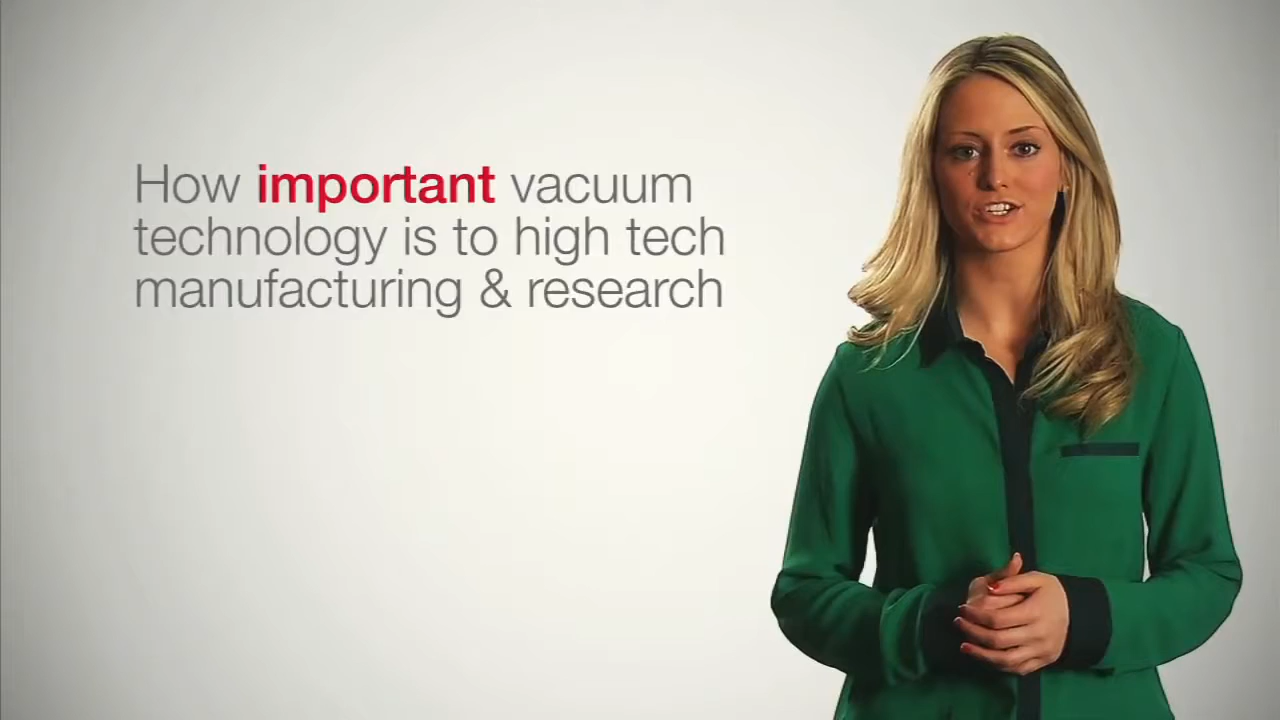 How important vacuum
technology is to high tech
manufacturing & research